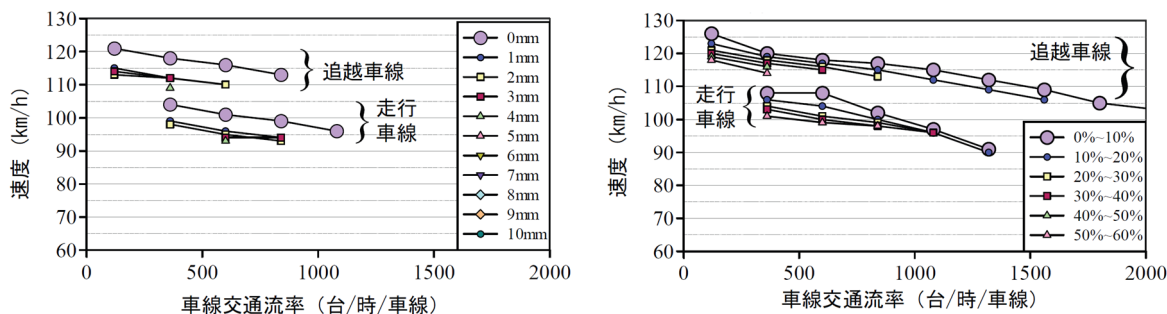 130
120
110
100
90
80
70
60
速度 (km/h)
0
500
1000
1500
2000
車線交通流率（台/時/車線）
追越車線
走行
車線
0mm
1mm
2mm
3mm
4mm
5mm
6mm
7mm
8mm
9mm
10mm
130
120
110
100
90
80
70
60
速度 (km/h)
0
500
1000
1500
2000
車線交通流率（台/時/車線）
追越車線
走行
車線
0%~10%
10%~20%
20%~30%
30%~40%
40%~50%
50%~60%